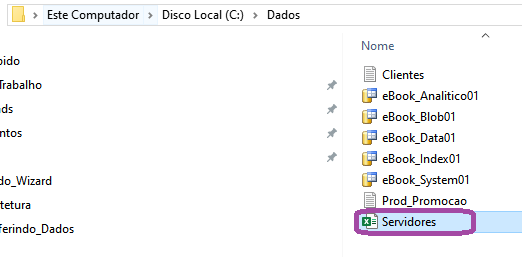 Este Computador > Disco Local (C:) > Dados
Nome
pido
Trabalho
ds
ntos
do_Wizard
tetura
ferindo_Dados
Clientes
eBook_Analitico01
eBook_Blob01
eBook_Data01
eBook_Index01
eBook_System01
Prod_Promocao
Servidores